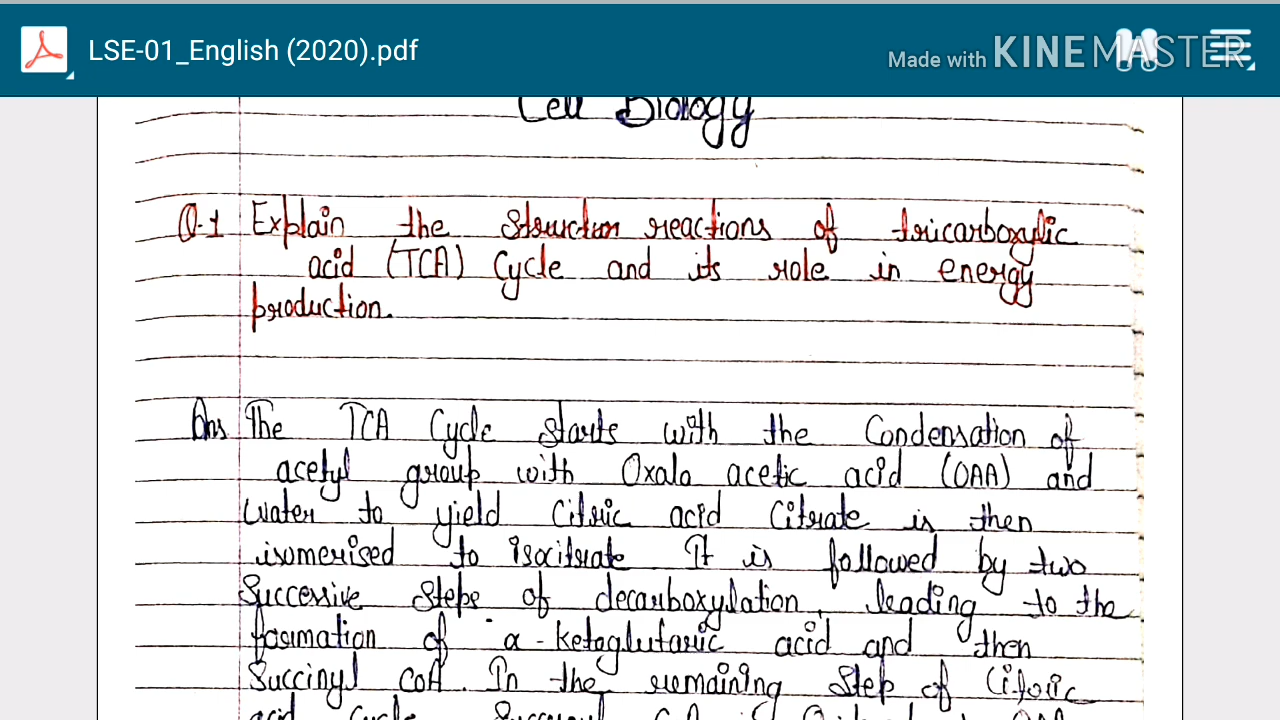 LSE-01_English (2020).pdf
Made with KINEMASTER
Cell Biology
Q.1 Explain the reactions of tricarboxylic
acid (TCA) Cycle and its role in energy
production.
Ans The TCA Cycle starts with the Condensation of
acetyl group with Oxalo acetic acid (OAA) and
water to yield Citric acid Citrate is then
isomerised to isocitrate It is followed by two
Successive Steps of decarboxylation, leading to the
formation of α-ketoglutaric acid and then
Succinyl CoA. In the remaining Step of Citric
acid Cycle